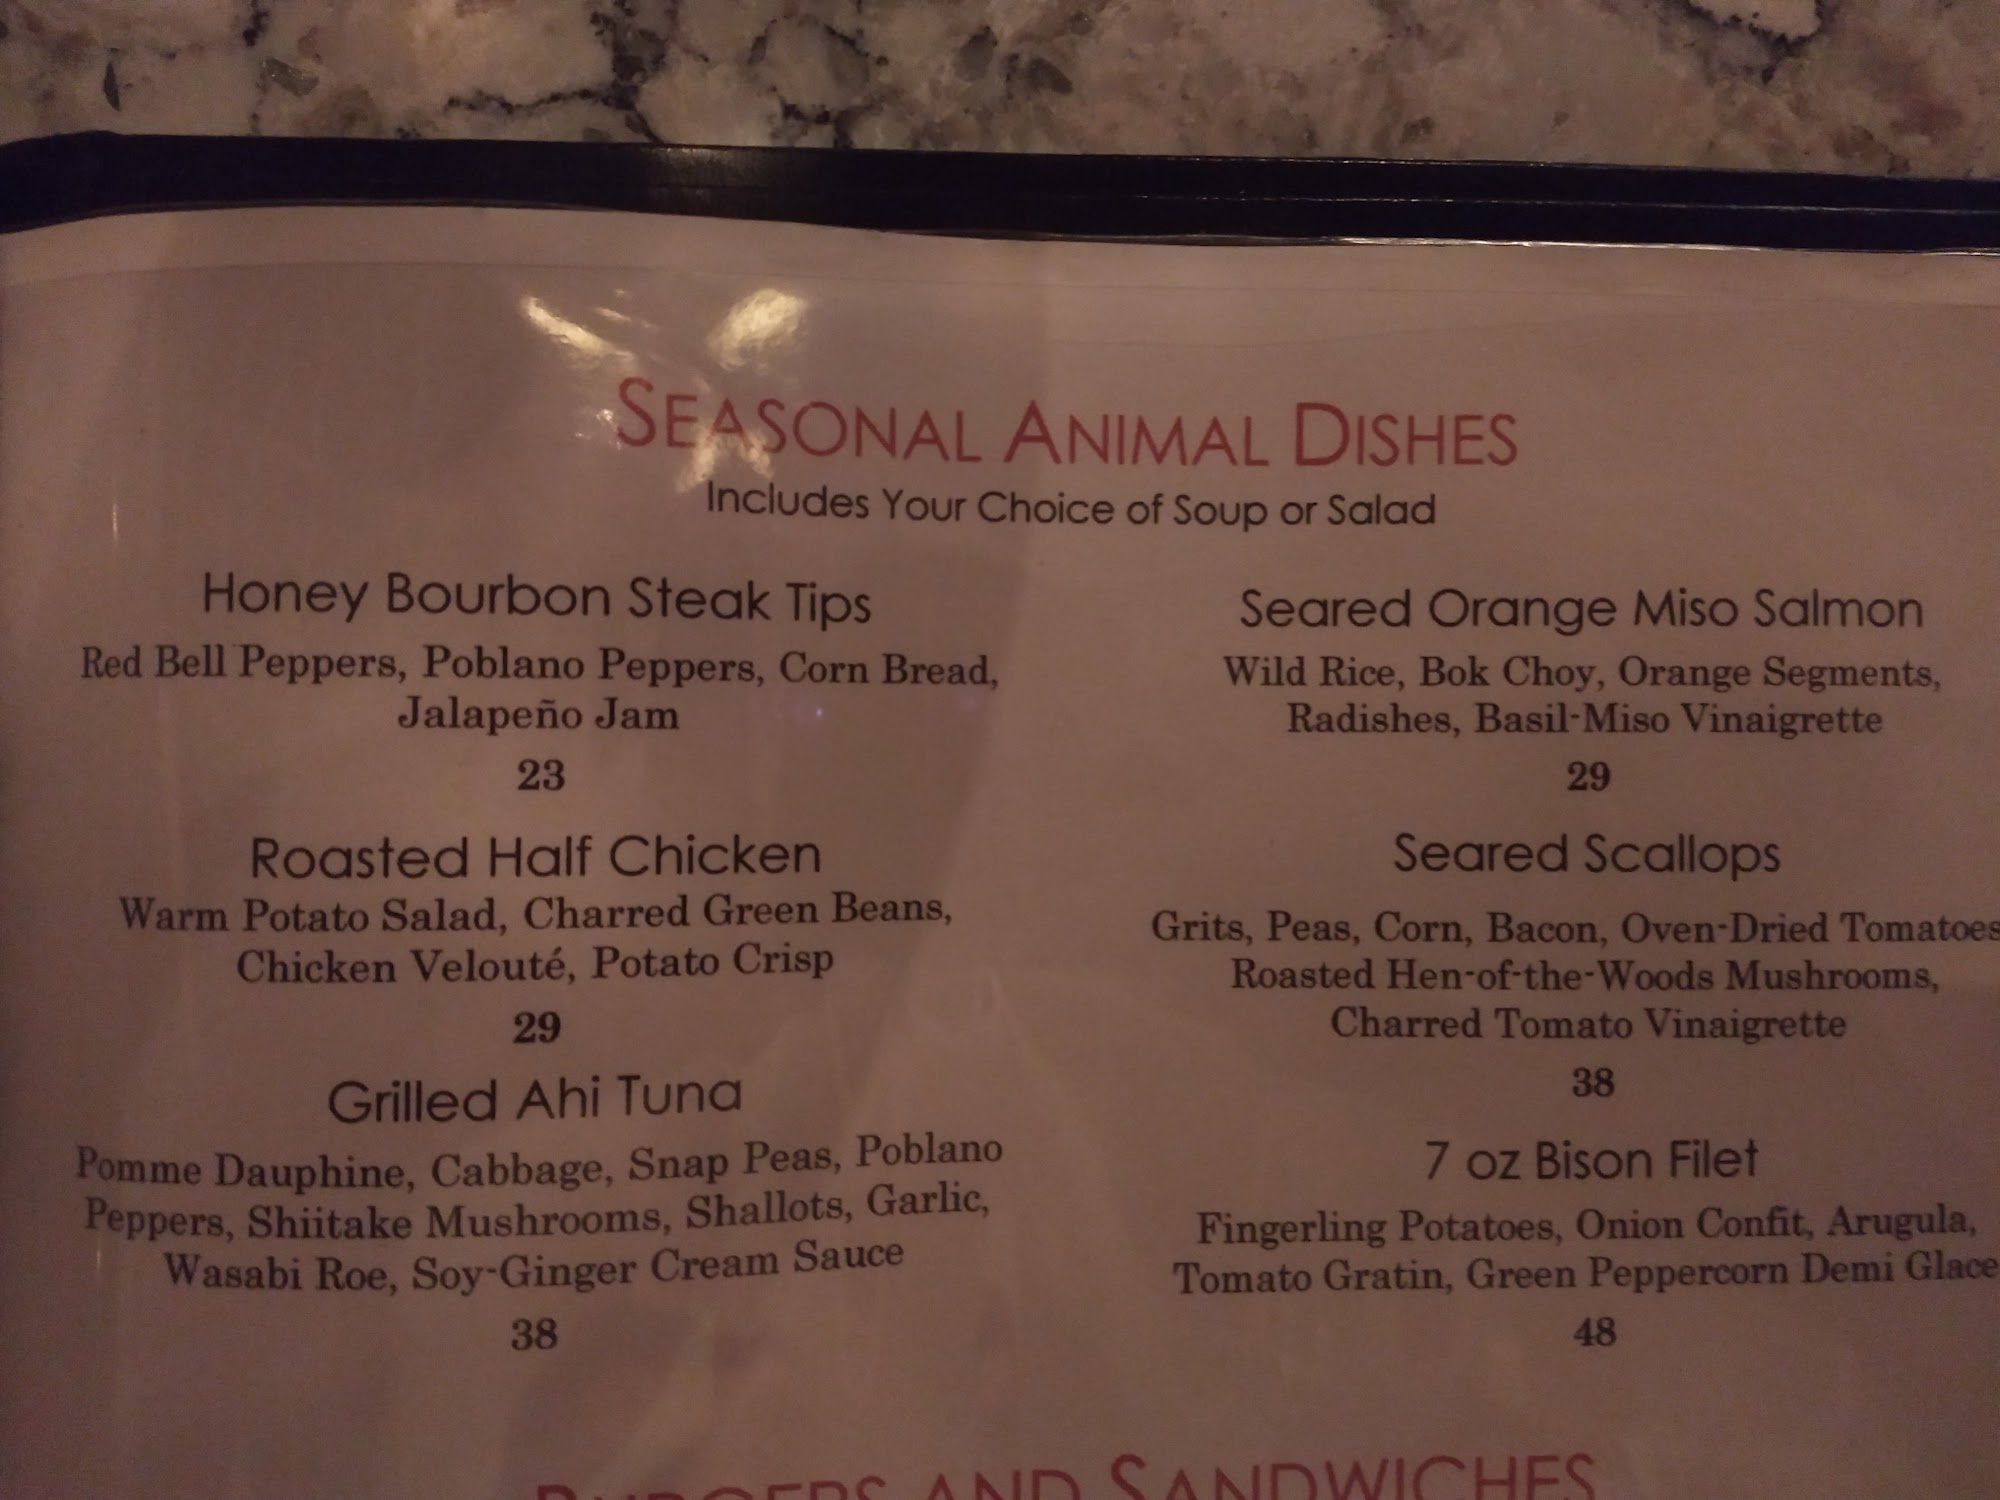 SEASONAL ANIMAL DISHES
Includes Your Choice of Soup or Salad
Honey Bourbon Steak Tips
Red Bell Peppers, Poblano Peppers, Corn Bread,
Jalapeño Jam
23
Roasted Half Chicken
Warm Potato Salad, Charred Green Beans,
Chicken Velouté, Potato Crisp
29
Grilled Ahi Tuna
Pomme Dauphine, Cabbage, Snap Peas, Poblano
Peppers, Shiitake Mushrooms, Shallots, Garlic,
Wasabi Roe, Soy-Ginger Cream Sauce
38
Seared Orange Miso Salmon
Wild Rice, Bok Choy, Orange Segments,
Radishes, Basil-Miso Vinaigrette
29
Seared Scallops
Grits, Peas, Corn, Bacon, Oven-Dried Tomatoes
Roasted Hen-of-the-Woods Mushrooms,
Charred Tomato Vinaigrette
38
7 oz Bison Filet
Fingerling Potatoes, Onion Confit, Arugula,
Tomato Gratin, Green Peppercorn Demi Glace
48
BURGERS AND SANDWICHES